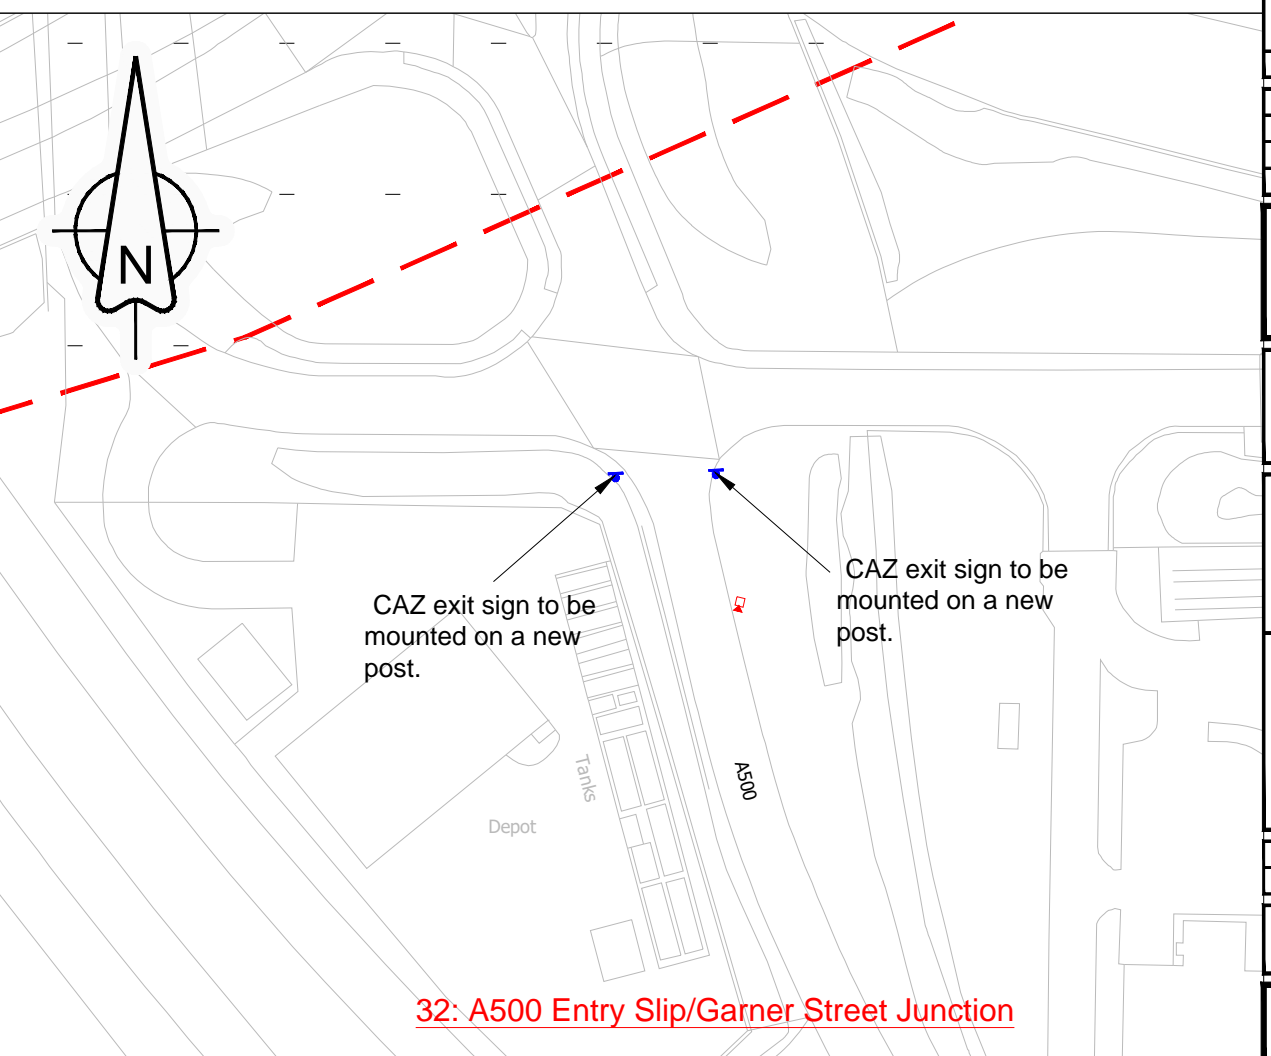 N
CAZ exit sign to be
mounted on a new
post.
CAZ exit sign to be
mounted on a new
post.
Tanks
A500
Depot
32: A500 Entry Slip/Garner Street Junction